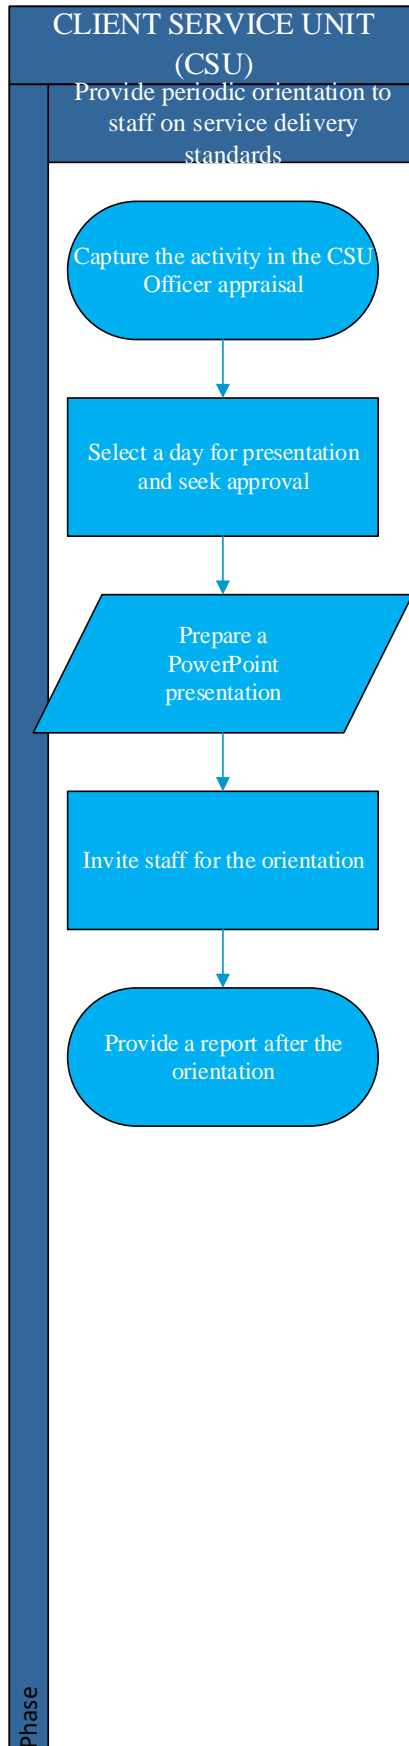 CLIENT SERVICE UNIT
(CSU)
Provide periodic orientation to
staff on service delivery
standards
Capture the activity in the CSU
Officer appraisal
Select a day for presentation
and seek approval
Prepare a
PowerPoint
presentation
Invite staff for the orientation
Provide a report after the
orientation
Phase